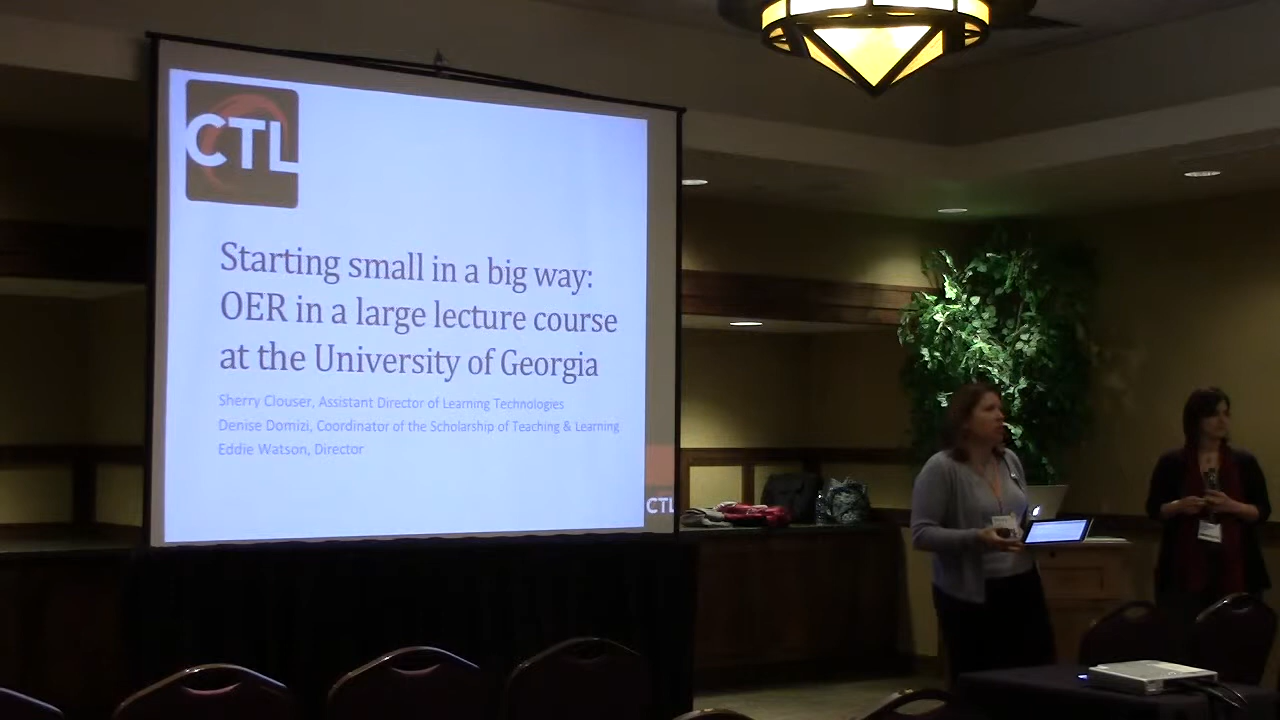 CTL
Starting small in a big way:
OER in a large lecture course
at the University of Georgia
Sherry Clouser, Assistant Director of Learning Technologies
Denise Domizi, Coordinator of the Scholarship of Teaching & Learning
Eddie Watson, Director
CTL